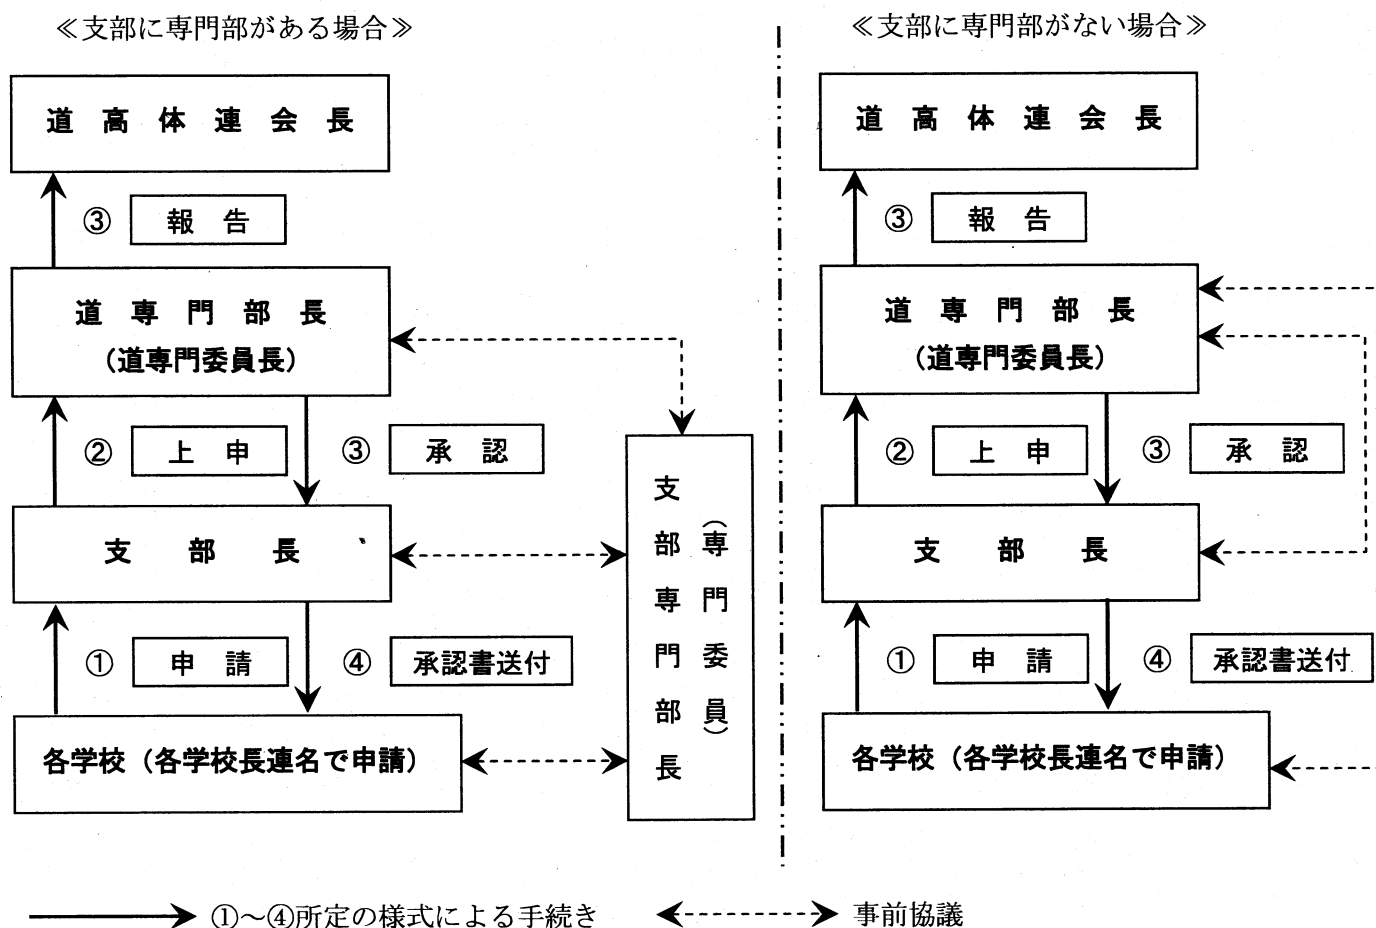 ≪支部に専門部がある場合≫
道高体連会長
③ 報告
道専門部長
(道専門委員長)
② 上申
③ 承認
支部長
① 申請
④ 承認書送付
各学校(各学校長連名で申請)
支部専門部長
(専門委員)
≪支部に専門部がない場合≫
道高体連会長
③ 報告
道専門部長
(道専門委員長)
② 上申
③ 承認
支部長
① 申請
④ 承認書送付
各学校(各学校長連名で申請)
①~④所定の様式による手続き
事前協議